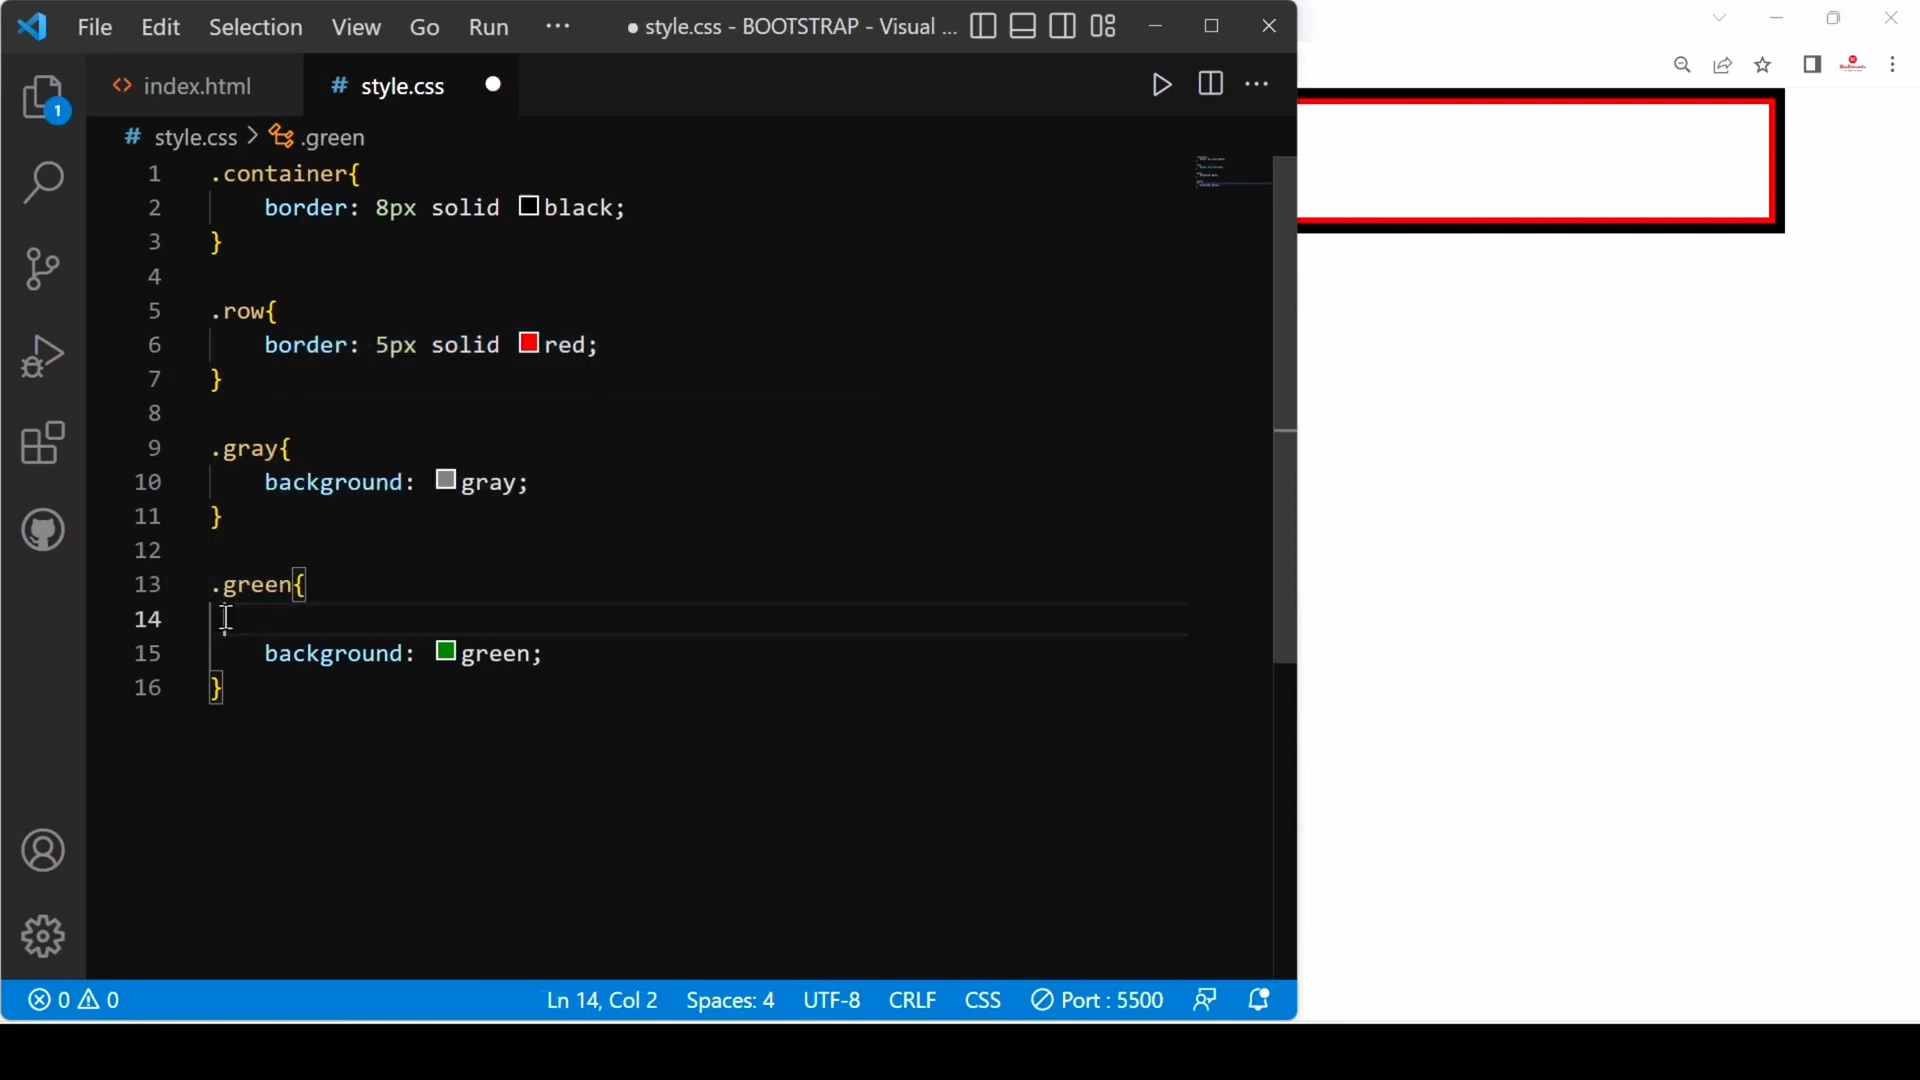 File Edit Selection View Go Run ··· ● style.css - BOOTSTRAP - Visual ...
<> index.html # style.css ●
# style.css > .green
1 .container{
2 border: 8px solid black;
3 }
4
5 .row{
6 border: 5px solid red;
7 }
8
9 .gray{
10 background: gray;
11 }
12
13 .green{
14
15 background: green;
16 }
1
0 0 Ln 14, Col 2 Spaces: 4 UTF-8 CRLF CSS Port : 5500